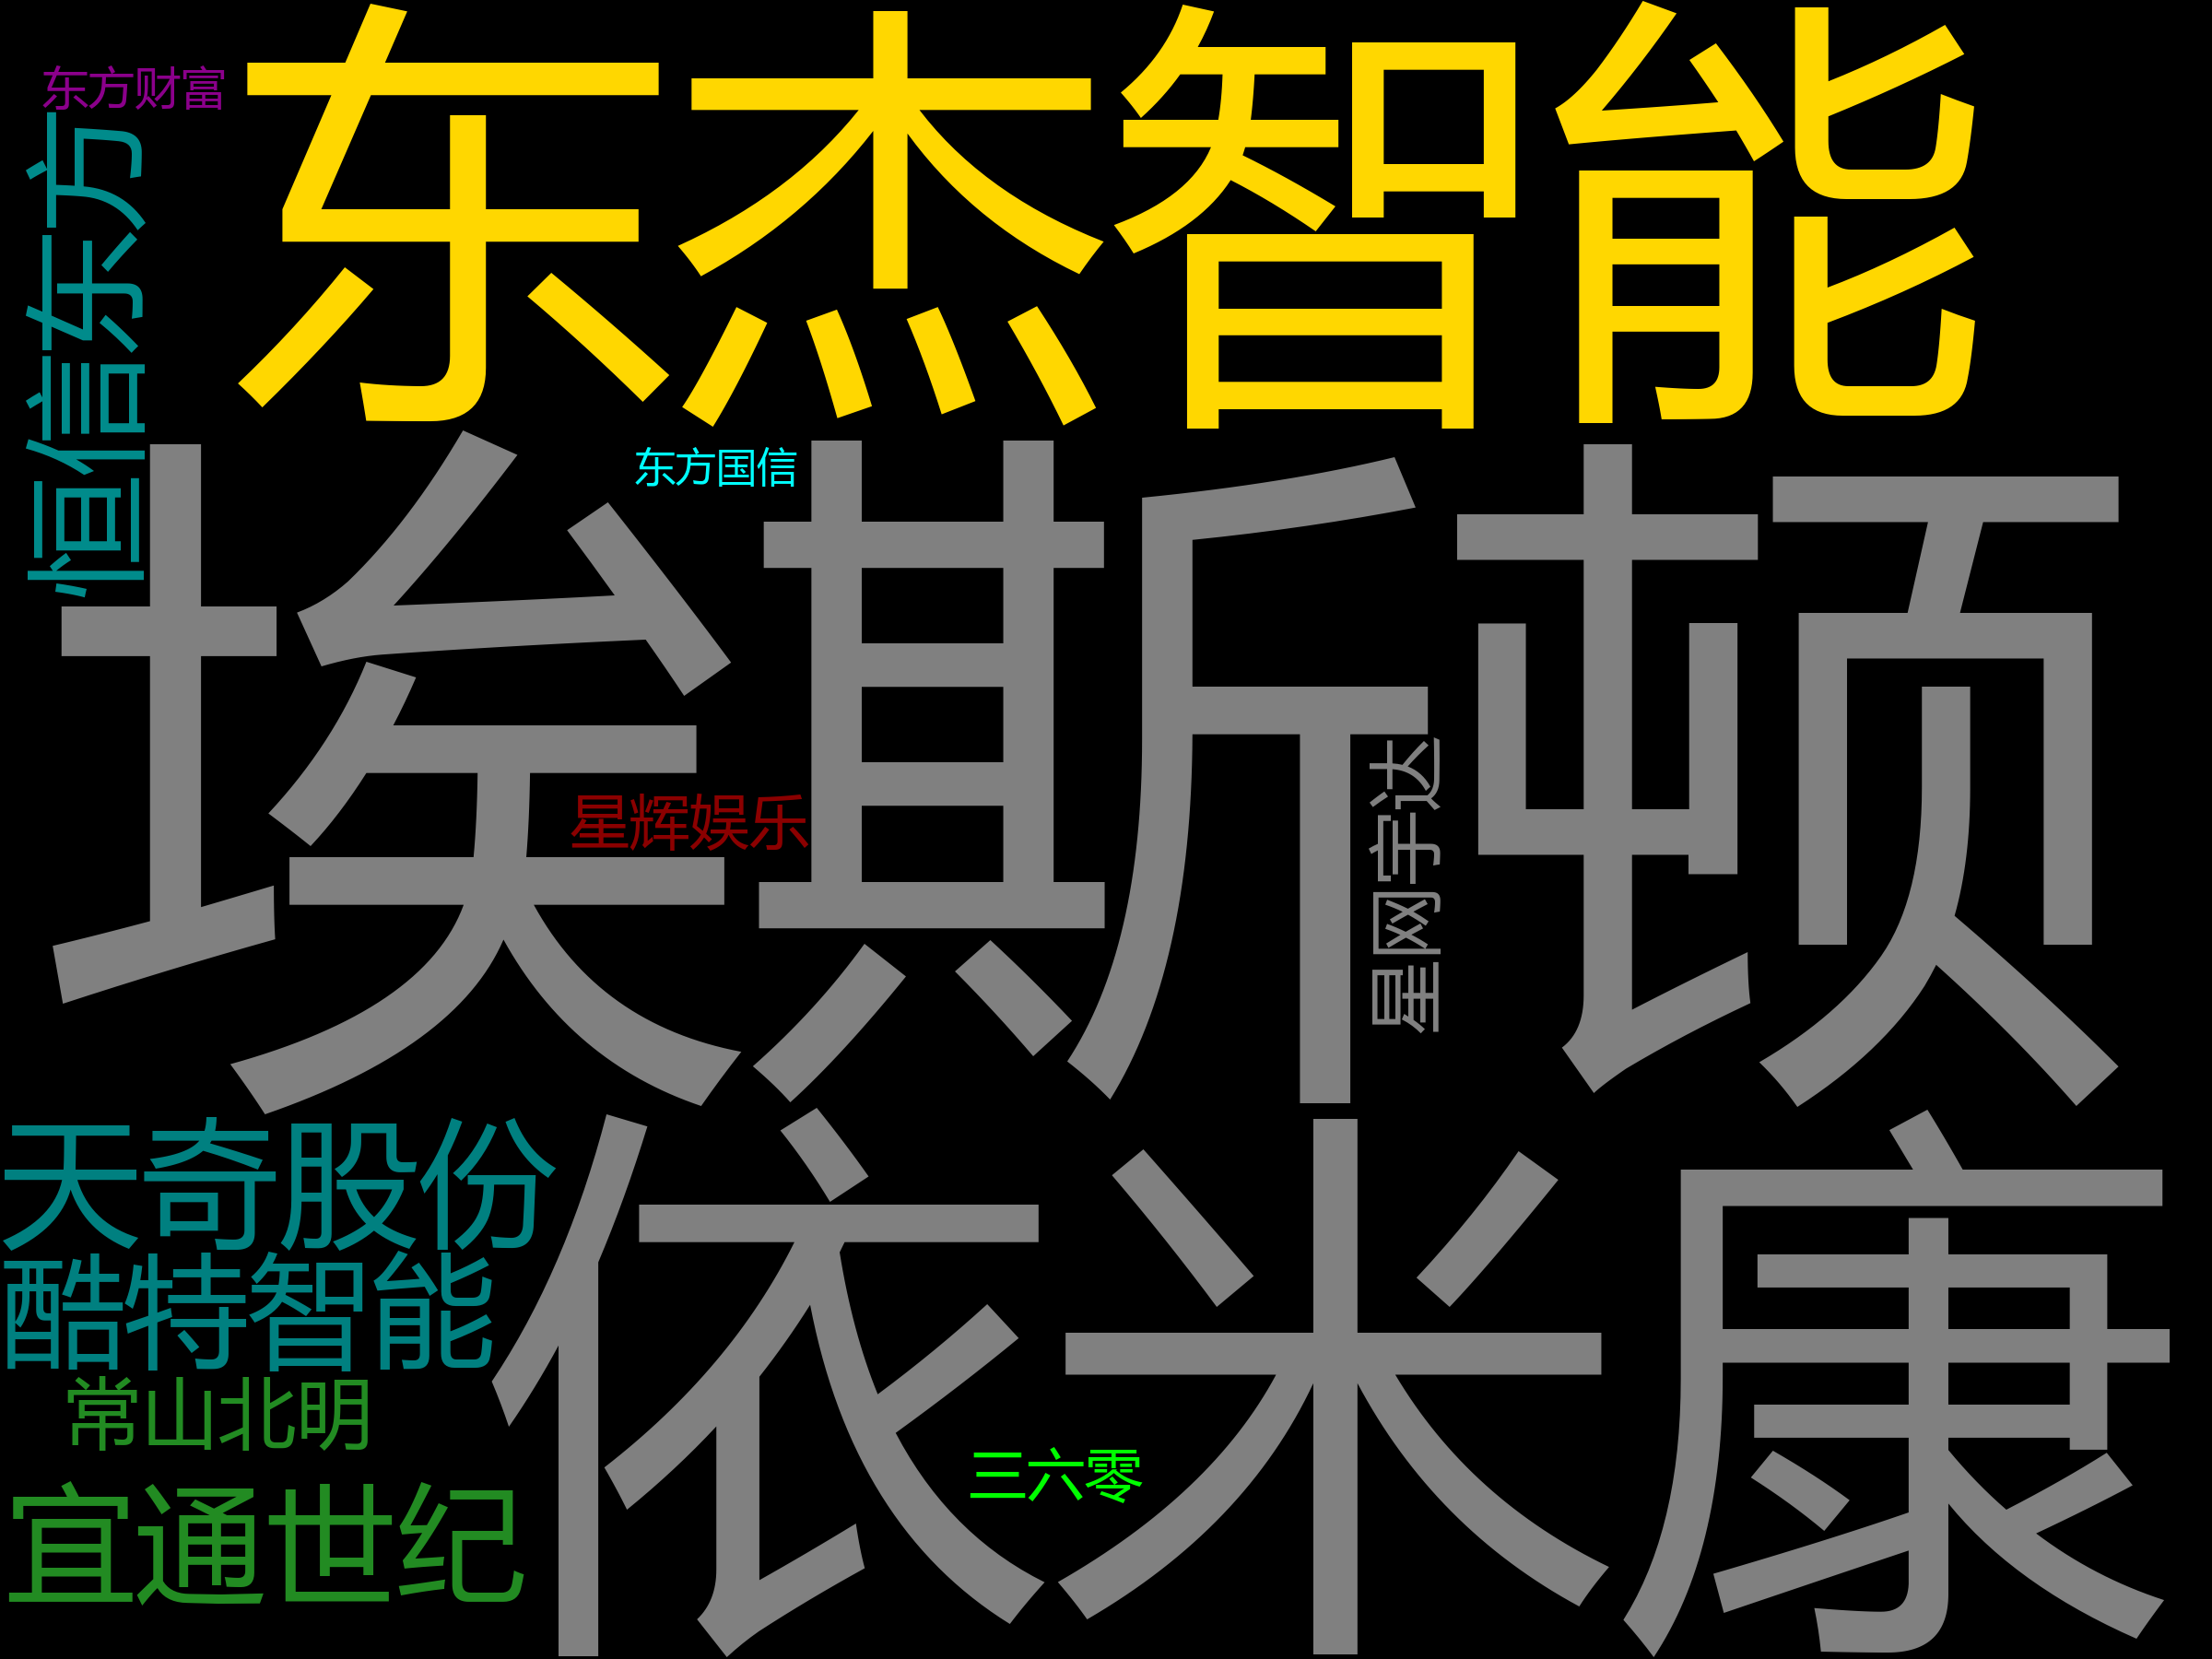 东方财富
东杰智能
恒信东方
东方国信
埃斯顿
星辉娱乐
星网宇达
天奇股份
酷特智能
常山北明
宜通世纪
依米康
三六零